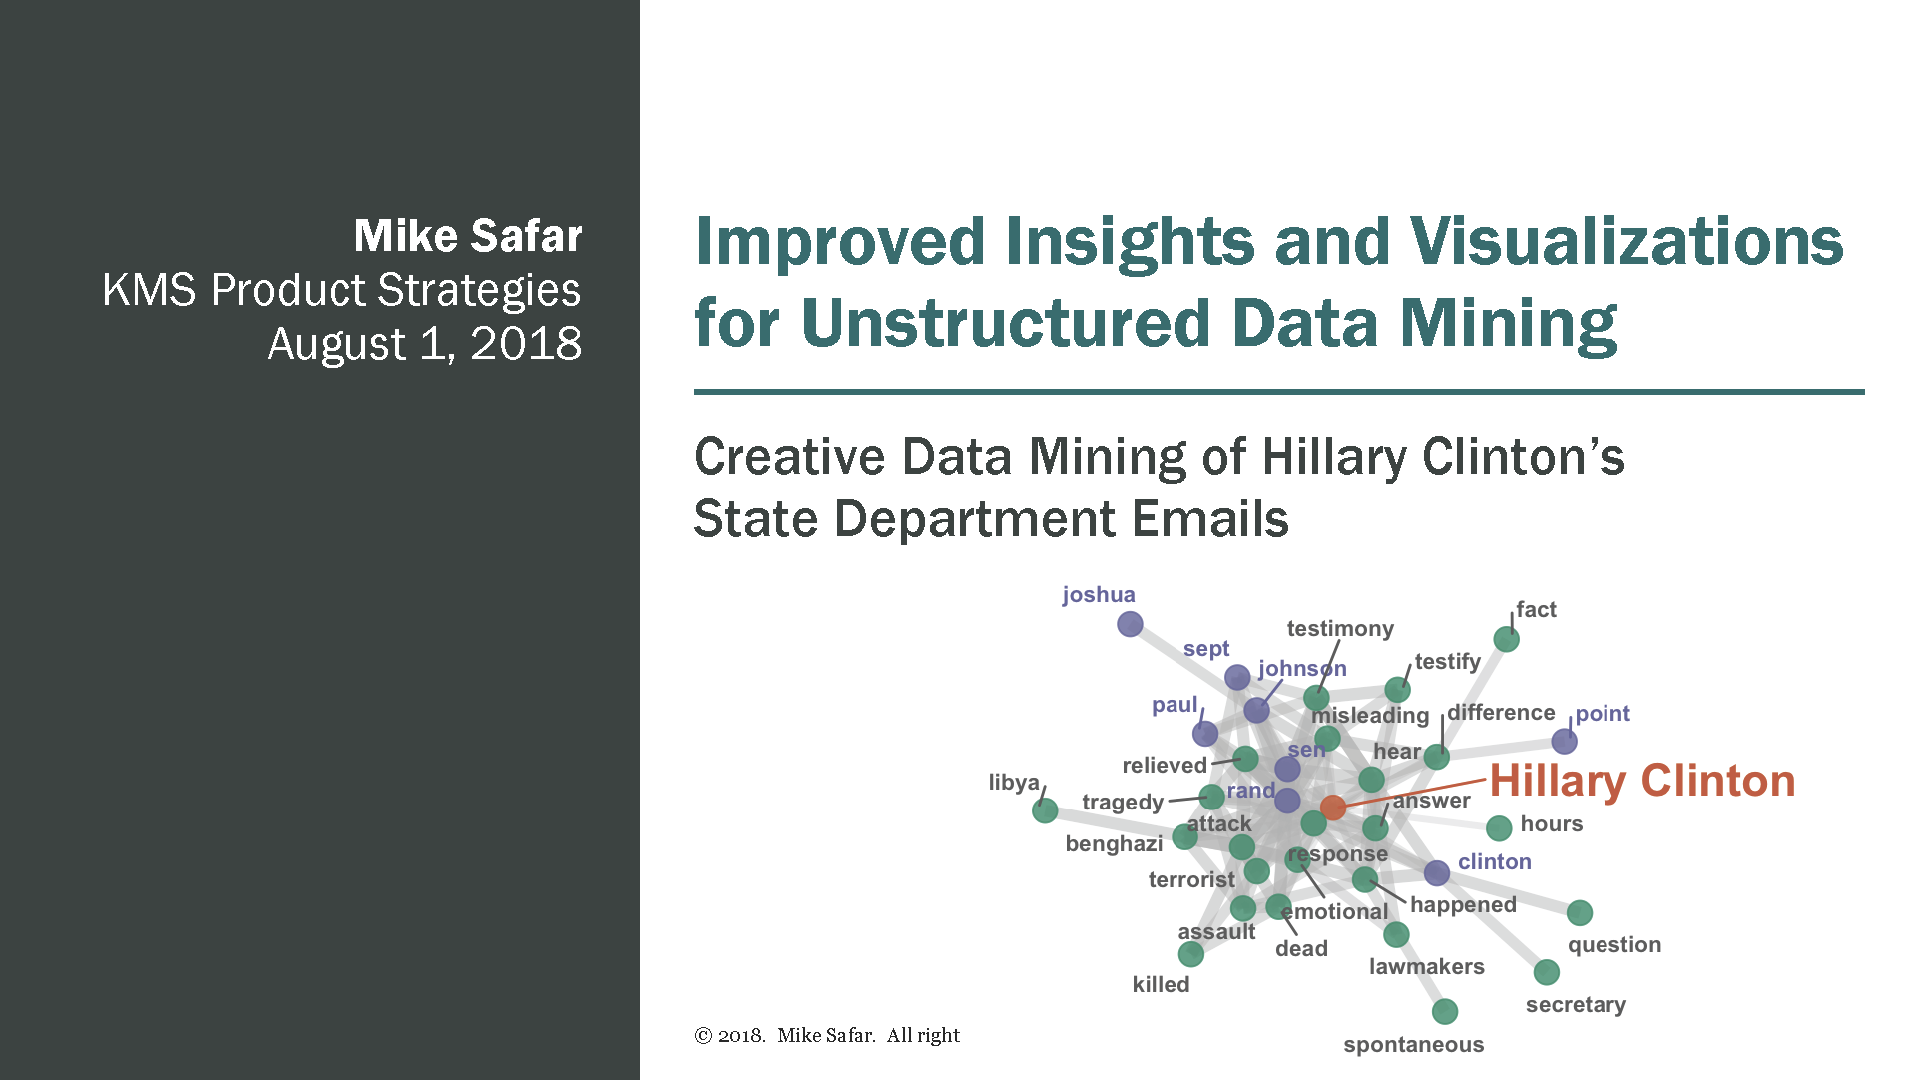 Mike Safar
KMS Product Strategies
August 1, 2018
Improved Insights and Visualizations
for Unstructured Data Mining
Creative Data Mining of Hillary Clinton’s
State Department Emails
joshua
fact
testimony
sept
johnson
testify
paul
misleading
difference
point
sen
hear
relieved
libya
Hillary Clinton
tragedy
rand
answer
attack
hours
benghazi
response
clinton
terrorist
emotional
happened
assault
dead
question
lawmakers
killed
secretary
spontaneous
© 2018. Mike Safar. All right